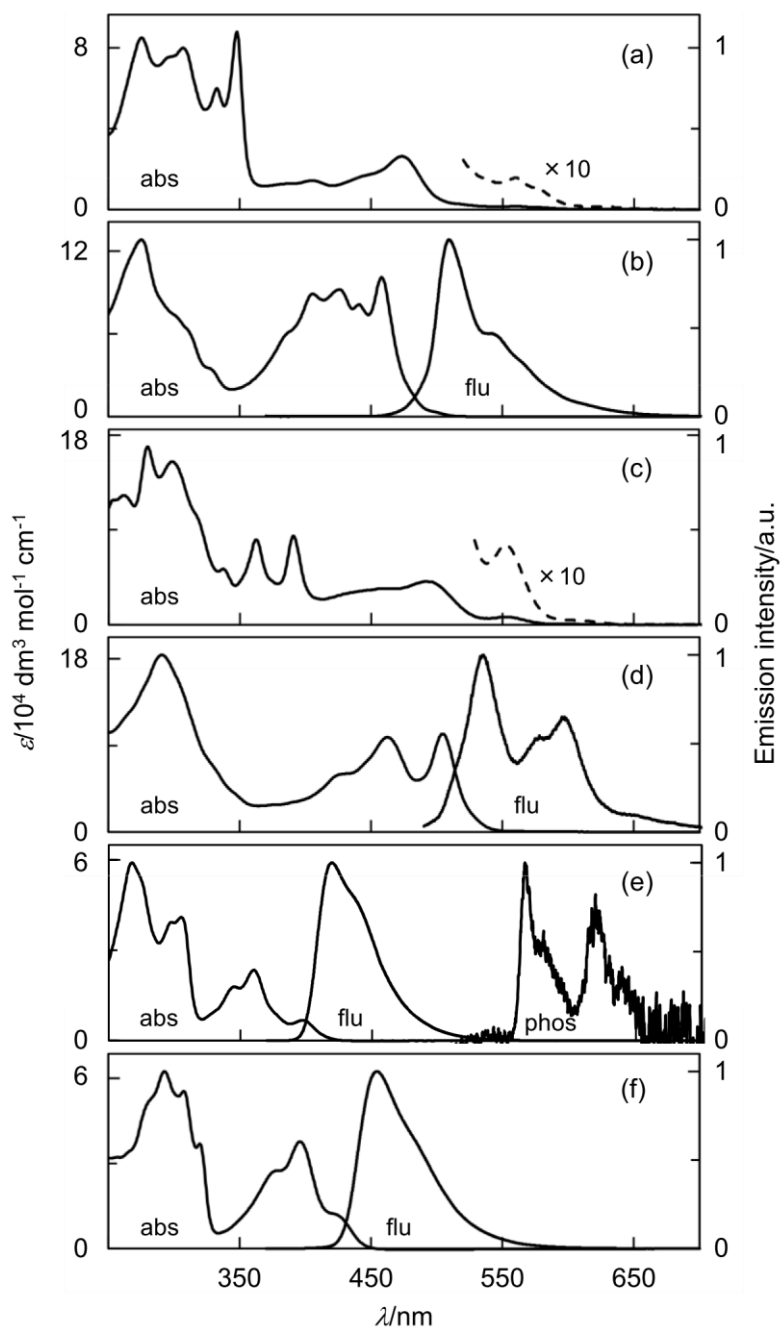 8
1
(a)
× 10
abs
0
0
12
1
(b)
abs
flu
0
0
18
1
(c)
× 10
abs
0
0
18
1
(d)
abs
flu
0
0
6
1
(e)
abs
flu
phos
0
0
6
1
(f)
abs
flu
0
0
350
450
550
650
λ/nm
ε/10⁴ dm³ mol⁻¹ cm⁻¹
Emission intensity/a.u.